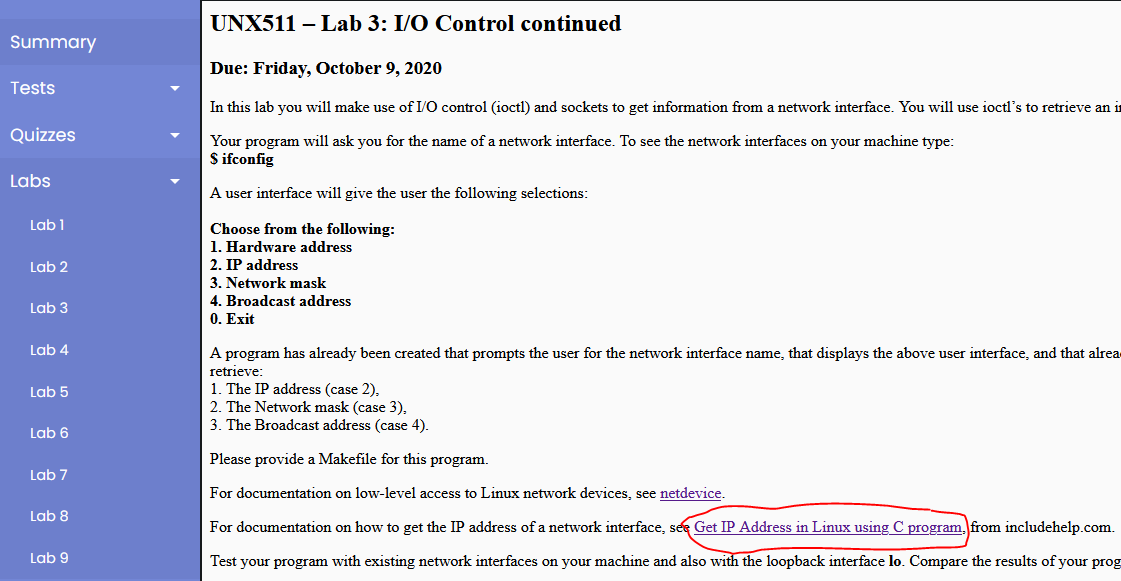 Summary
Tests
Quizzes
Labs
Lab 1
Lab 2
Lab 3
Lab 4
Lab 5
Lab 6
Lab 7
Lab 8
Lab 9
UNX511 – Lab 3: I/O Control continued
Due: Friday, October 9, 2020
In this lab you will make use of I/O control (ioctl) and sockets to get information from a network interface. You will use ioctl’s to retrieve an
Your program will ask you for the name of a network interface. To see the network interfaces on your machine type:
$ ifconfig
A user interface will give the user the following selections:
Choose from the following:
1. Hardware address
2. IP address
3. Network mask
4. Broadcast address
0. Exit
A program has already been created that prompts the user for the network interface name, that displays the above user interface, and that
retrieve:
1. The IP address (case 2),
2. The Network mask (case 3),
3. The Broadcast address (case 4).
Please provide a Makefile for this program.
For documentation on low-level access to Linux network devices, see netdevice.
For documentation on how to get the IP address of a network interface, see Get IP Address in Linux using C program, from includehelp.com.
Test your program with existing network interfaces on your machine and also with the loopback interface lo. Compare the results of your